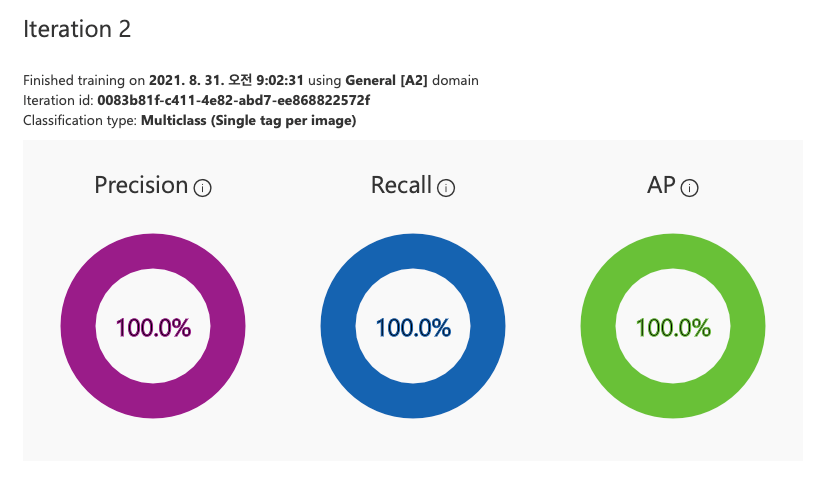 Iteration 2
Finished training on 2021. 8. 31. 오전 9:02:31 using General [A2] domain
Iteration id: 0083b81f-c411-4e82-abd7-ee868822572f
Classification type: Multiclass (Single tag per image)
Precision i Recall i AP i
100.0% 100.0% 100.0%